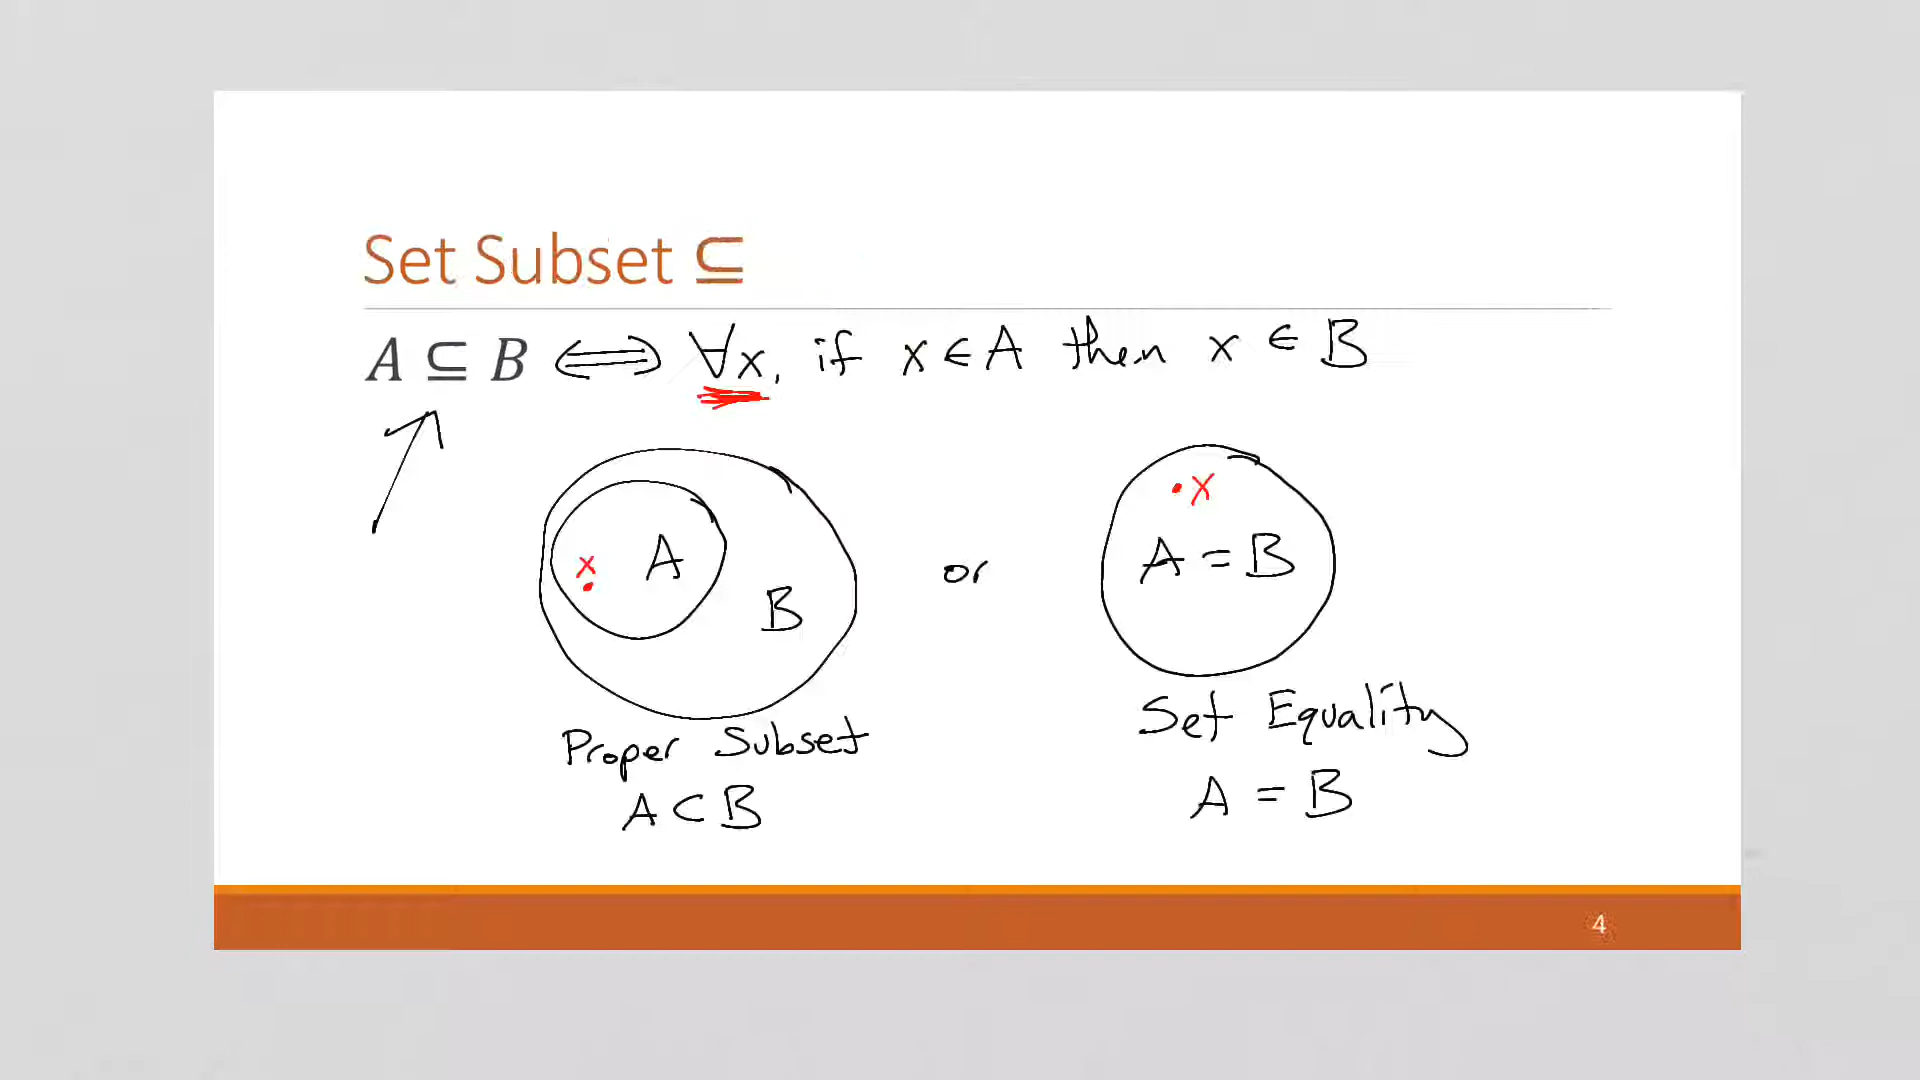 Set Subset ⊆
A ⊆ B ⟺ ∀x, if x ∈ A then x ∈ B
x A B or x A = B
Proper Subset Set Equality
A ⊂ B A = B
4